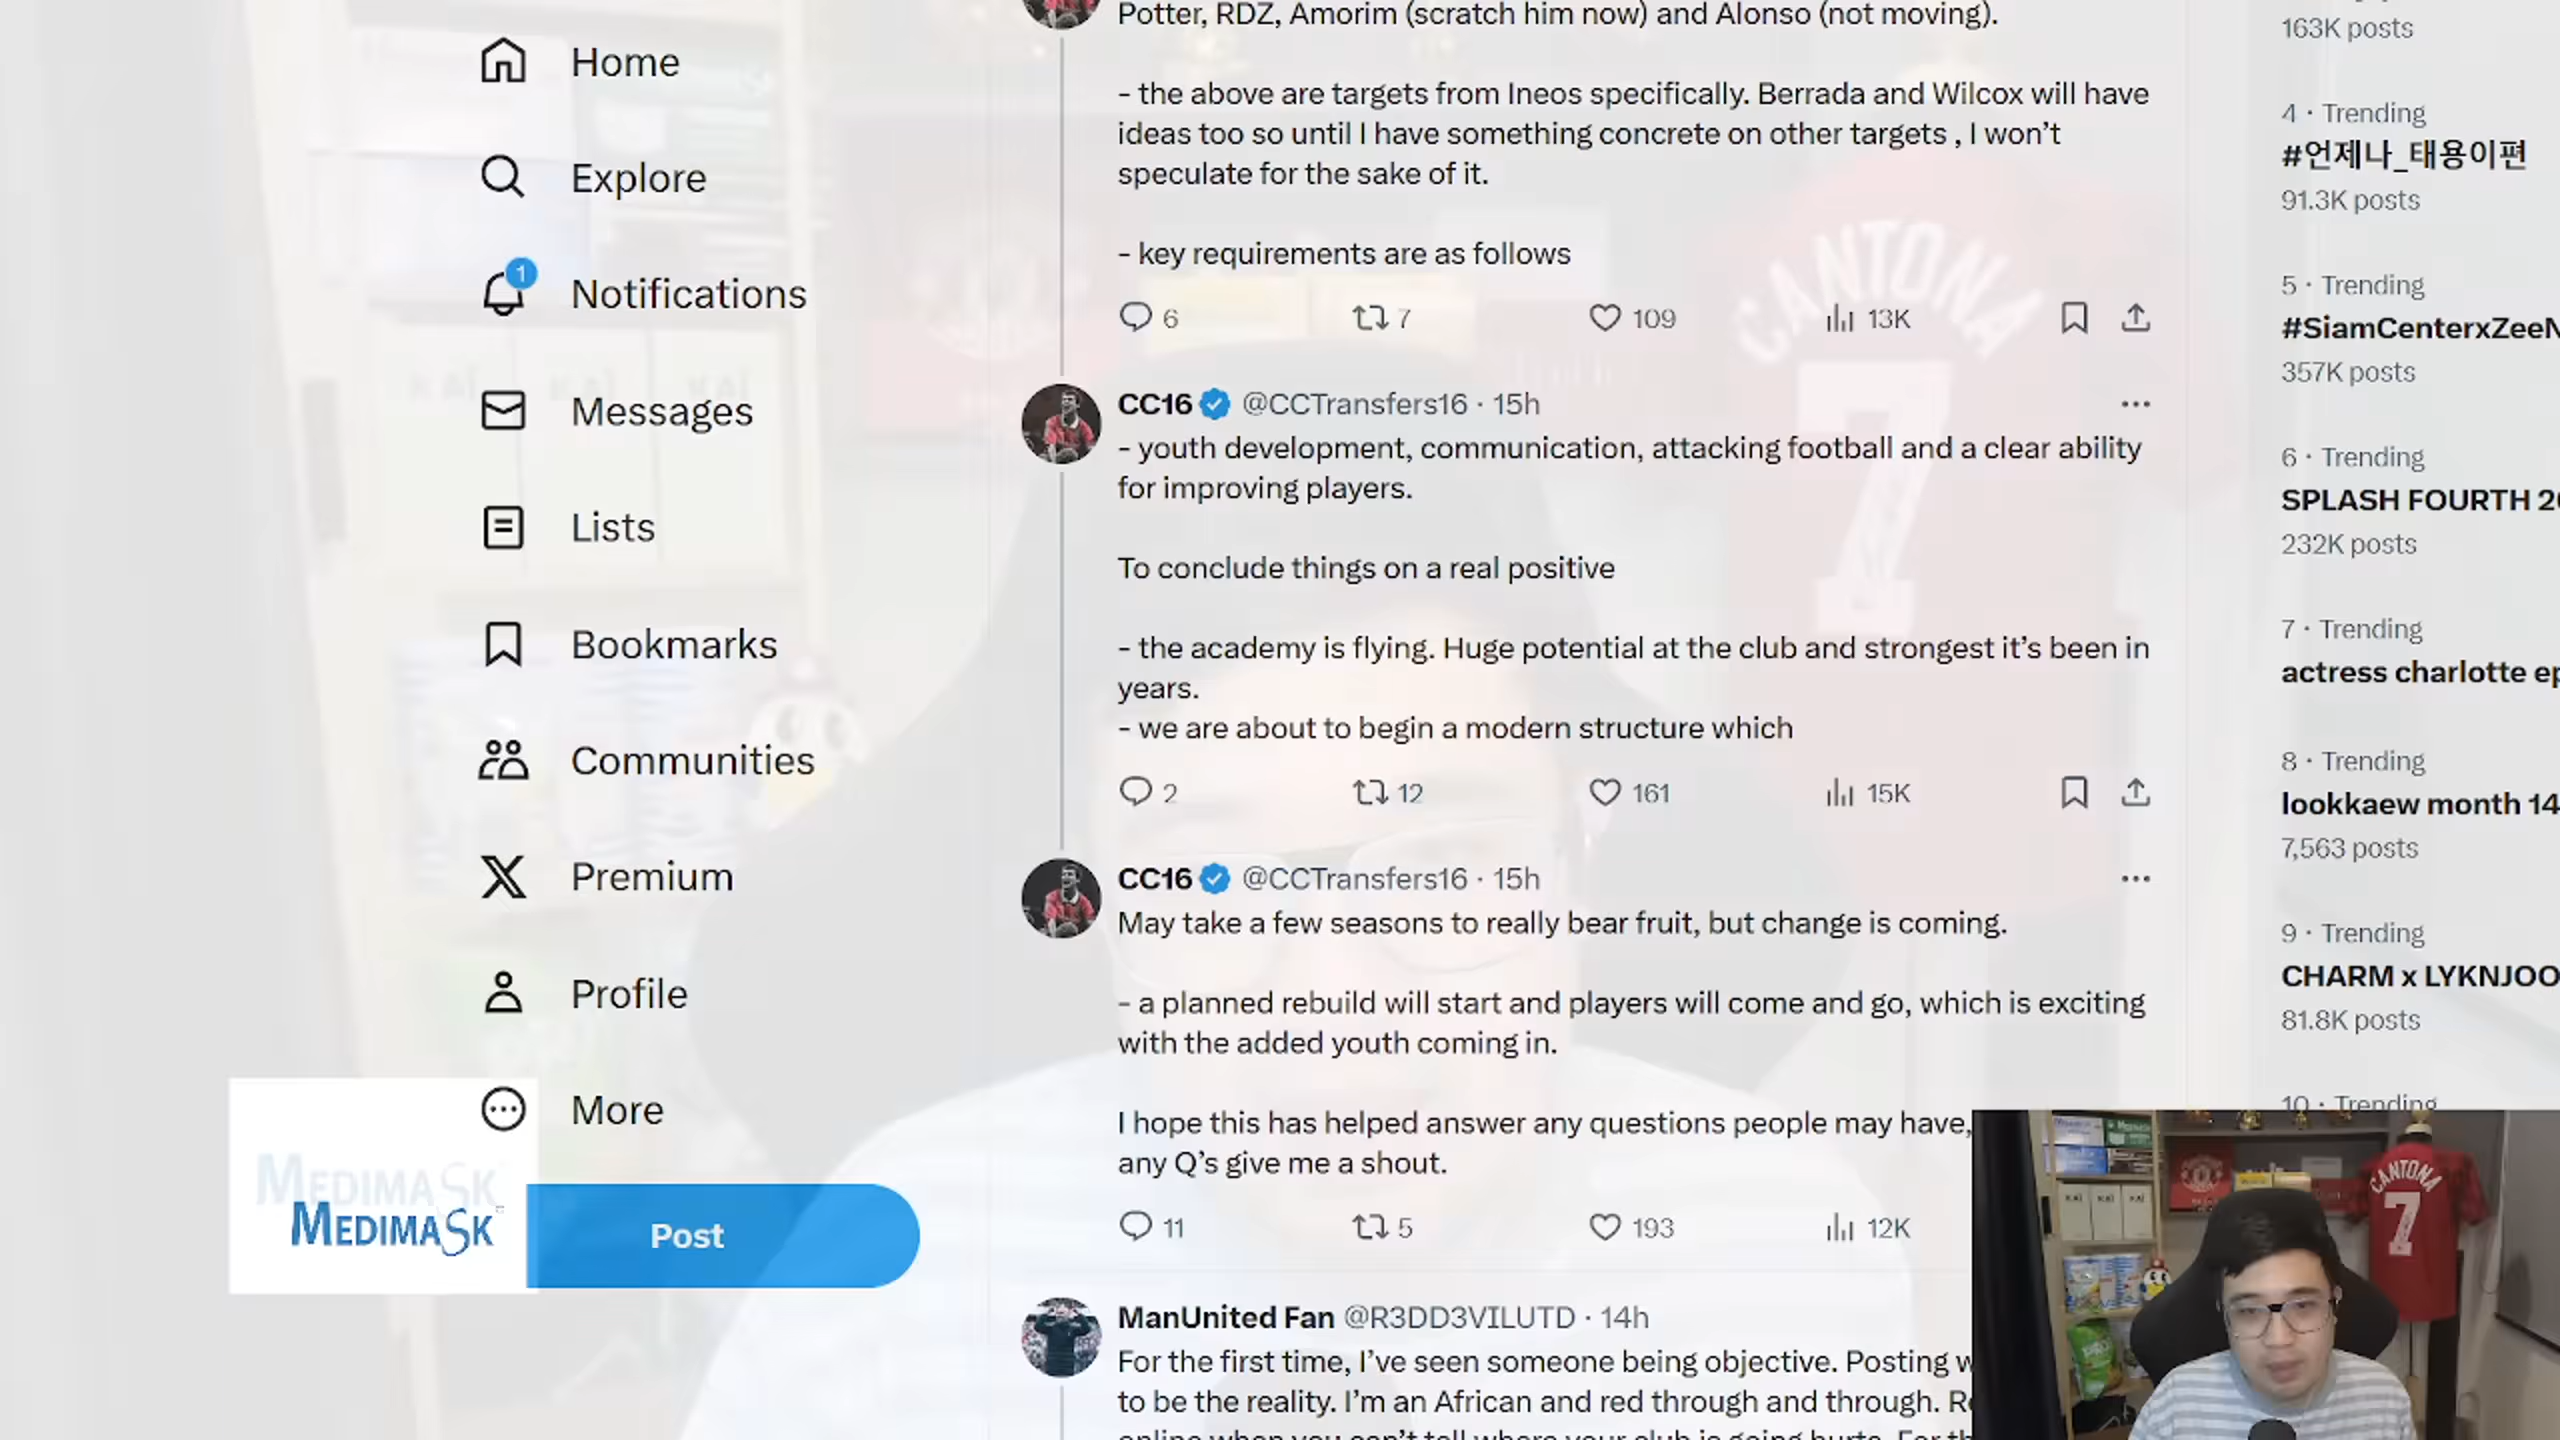 Home
Explore
1
Notifications
Messages
Lists
Bookmarks
Communities
Premium
Profile
More
Post
MEDIMASK
MEDIMASK
Potter, RDZ, Amorim (scratch him now) and Alonso (not moving).
- the above are targets from Ineos specifically. Berrada and Wilcox will have
ideas too so until I have something concrete on other targets , I won’t
speculate for the sake of it.
- key requirements are as follows
6 7 109 13K
CC16 @CCTransfers16 · 15h
- youth development, communication, attacking football and a clear ability
for improving players.
To conclude things on a real positive
- the academy is flying. Huge potential at the club and strongest it’s been in
years.
- we are about to begin a modern structure which
2 12 161 15K
CC16 @CCTransfers16 · 15h
May take a few seasons to really bear fruit, but change is coming.
- a planned rebuild will start and players will come and go, which is exciting
with the added youth coming in.
I hope this has helped answer any questions people may have,
any Q’s give me a shout.
11 5 193 12K
ManUnited Fan @R3DD3VILUTD · 14h
For the first time, I’ve seen someone being objective. Posting
to be the reality. I’m an African and red through and through.
163K posts
4 · Trending
#언제나_태용이편
91.3K posts
5 · Trending
#SiamCenterxZee
357K posts
6 · Trending
SPLASH FOURTH
232K posts
7 · Trending
actress charlotte
8 · Trending
lookkaew month 14
7,563 posts
9 · Trending
CHARM x LYKNJOO
81.8K posts
10 · Trending
CANTONA
7
CANTONA
7